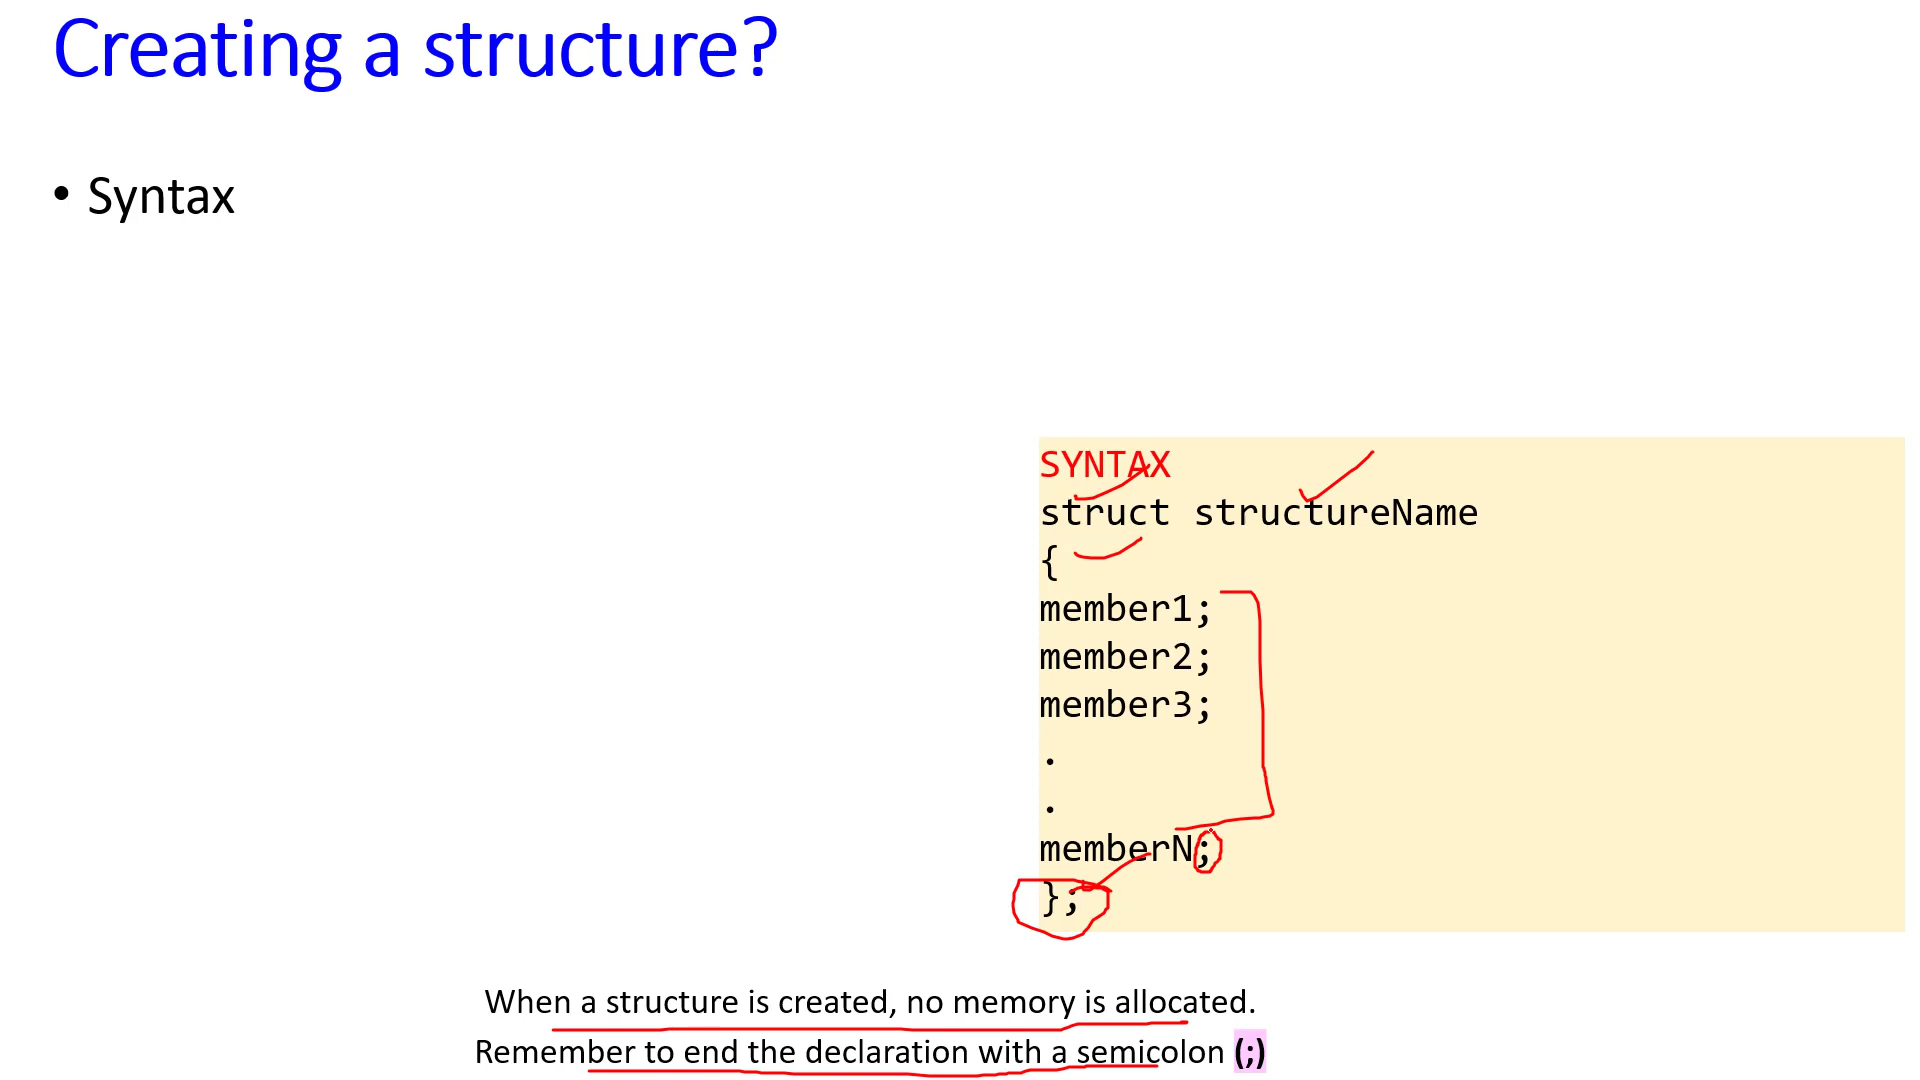 Creating a structure?
• Syntax
SYNTAX
struct structureName
{
member1;
member2;
member3;
.
.
memberN;
};
When a structure is created, no memory is allocated.
Remember to end the declaration with a semicolon (;)